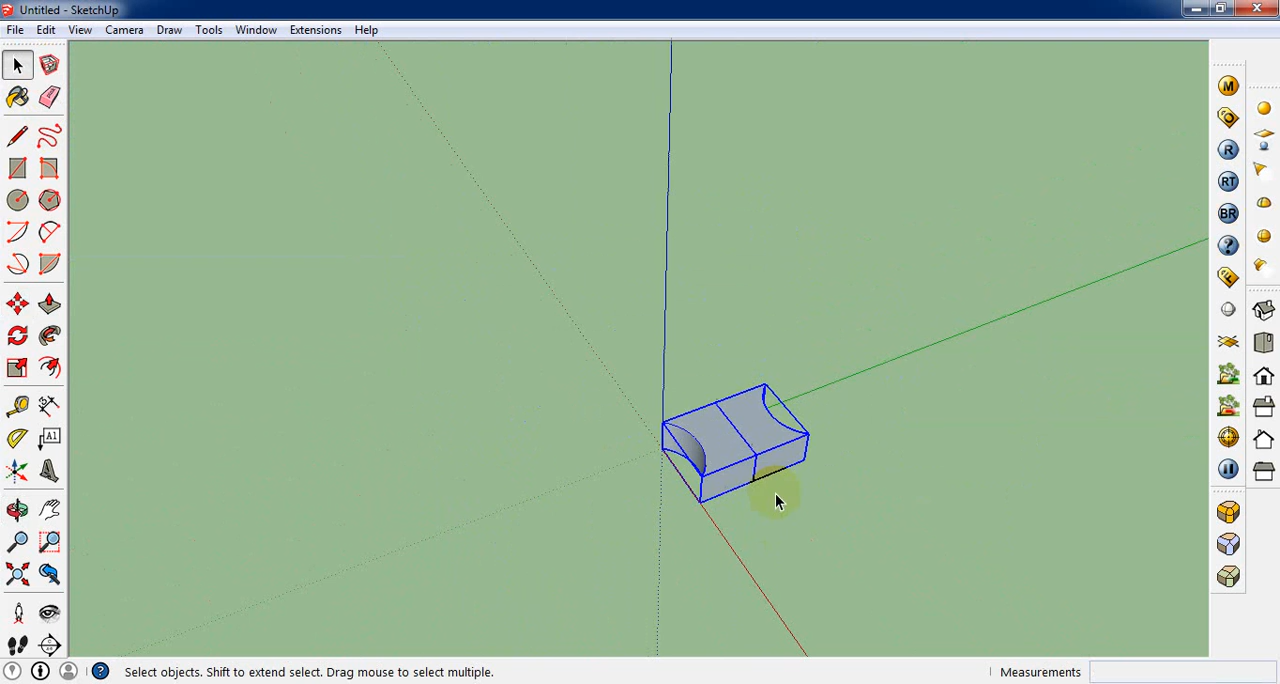 Untitled - SketchUp
File Edit View Camera Draw Tools Window Extensions Help
A1
M
R
RT
BR
?
F
? Select objects. Shift to extend select. Drag mouse to select multiple. Measurements